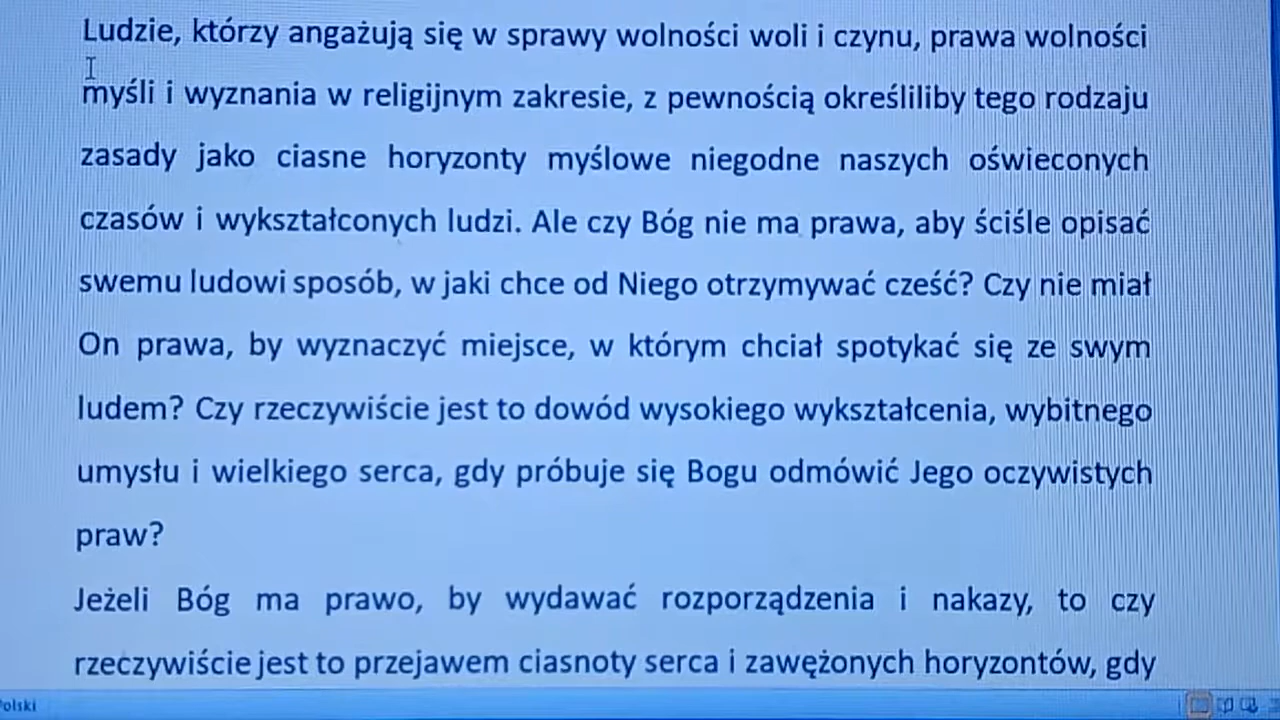 Ludzie, którzy angażują się w sprawy wolności woli i czynu, prawa wolności
myśli i wyznania w religijnym zakresie, z pewnością określiliby tego rodzaju
zasady jako ciasne horyzonty myślowe niegodne naszych oświeconych
czasów i wykształconych ludzi. Ale czy Bóg nie ma prawa, aby ściśle opisać
swemu ludowi sposób, w jaki chce od Niego otrzymywać cześć? Czy nie miał
On prawa, by wyznaczyć miejsce, w którym chciał spotykać się ze swym
ludem? Czy rzeczywiście jest to dowód wysokiego wykształcenia, wybitnego
umysłu i wielkiego serca, gdy próbuje się Bogu odmówić Jego oczywistych
praw?
Jeżeli Bóg ma prawo, by wydawać rozporządzenia i nakazy, to czy
rzeczywiście jest to przejawem ciasnoty serca i zawężonych horyzontów, gdy
olski